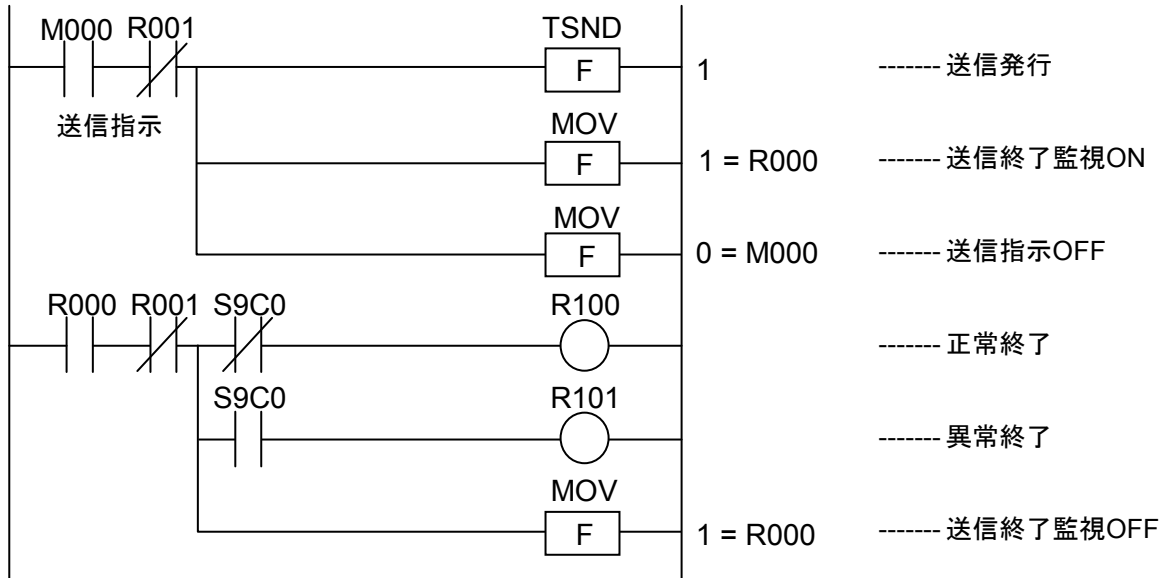 M000 R001 TSND
F 1 ------- 送信発行
送信指示
MOV
F 1 = R000 ------- 送信終了監視ON
MOV
F 0 = M000 ------- 送信指示OFF
R000 R001 S9C0 R100
------- 正常終了
S9C0 R101
------- 異常終了
MOV
F 1 = R000 ------- 送信終了監視OFF